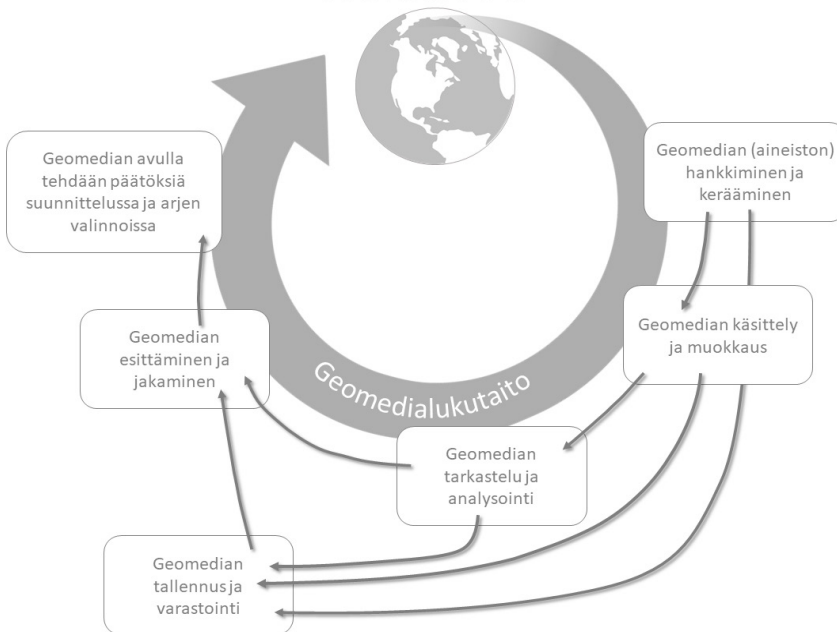 Geomedian (aineiston)
hankkiminen ja
kerääminen
Geomedian käsittely
ja muokkaus
Geomedian
tarkastelu ja
analysointi
Geomedian
tallennus ja
varastointi
Geomedian
esittäminen ja
jakaminen
Geomedian avulla
tehdään päätöksiä
suunnittelussa ja arjen
valinnoissa
Geomedialukutaito